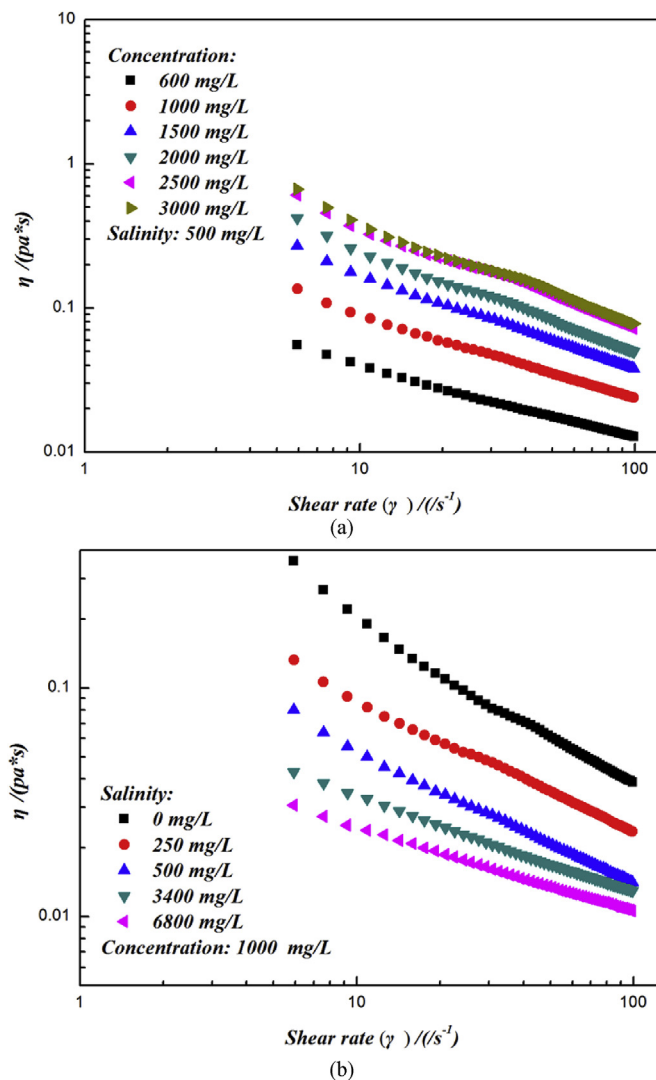 10
Concentration:
600 mg/L
1000 mg/L
1500 mg/L
2000 mg/L
2500 mg/L
3000 mg/L
Salinity: 500 mg/L
1
0.1
0.01
η /(pa*s)
1 10 100
Shear rate (γ ) /(/s⁻¹)
(a)
0.1
0.01
η /(pa*s)
Salinity:
0 mg/L
250 mg/L
500 mg/L
3400 mg/L
6800 mg/L
Concentration: 1000 mg/L
1 10 100
Shear rate (γ ) /(/s⁻¹)
(b)